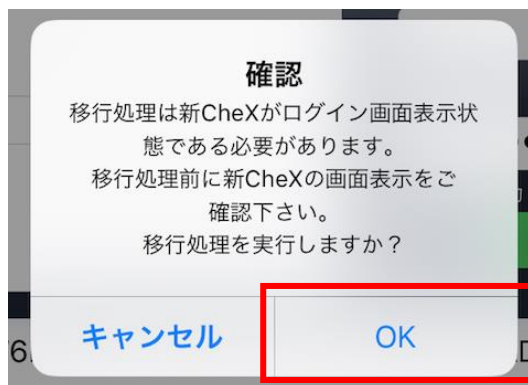 確認
移行処理は新CheXがログイン画面表示状
態である必要があります。
移行処理前に新CheXの画面表示をご
確認下さい。
移行処理を実行しますか？
キャンセル
OK